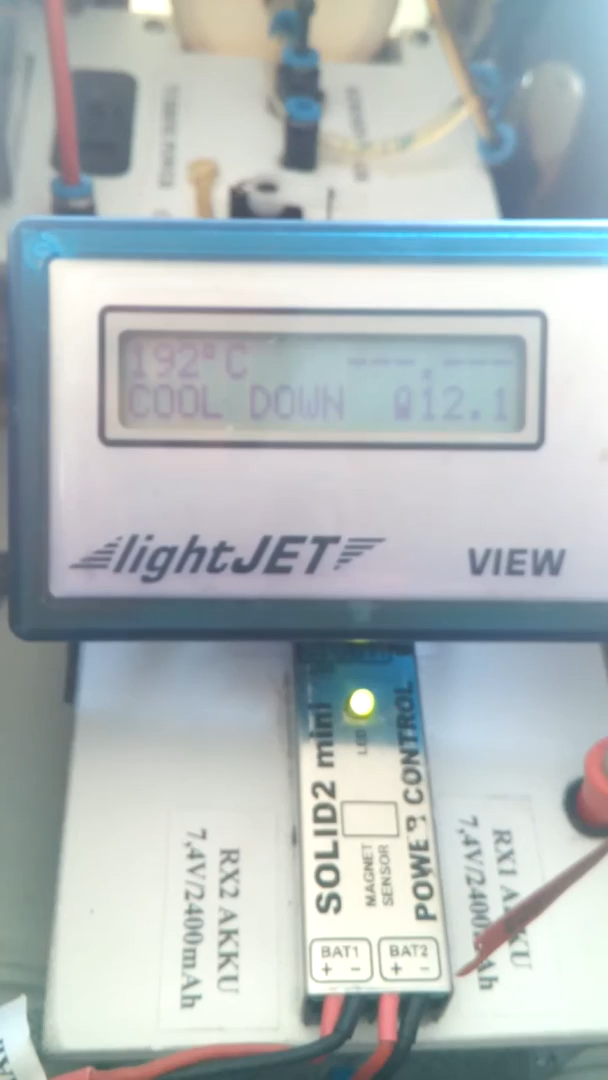 192°C ---.---
COOL DOWN 12.1
lightJET
VIEW
SOLID2 mini
LED
MAGNET
SENSOR
POWER CONTROL
BAT1
+ -
BAT2
+ -
RX2 AKKU
7,4V/2400mAh
RX1 AKKU
7,4V/2400mAh